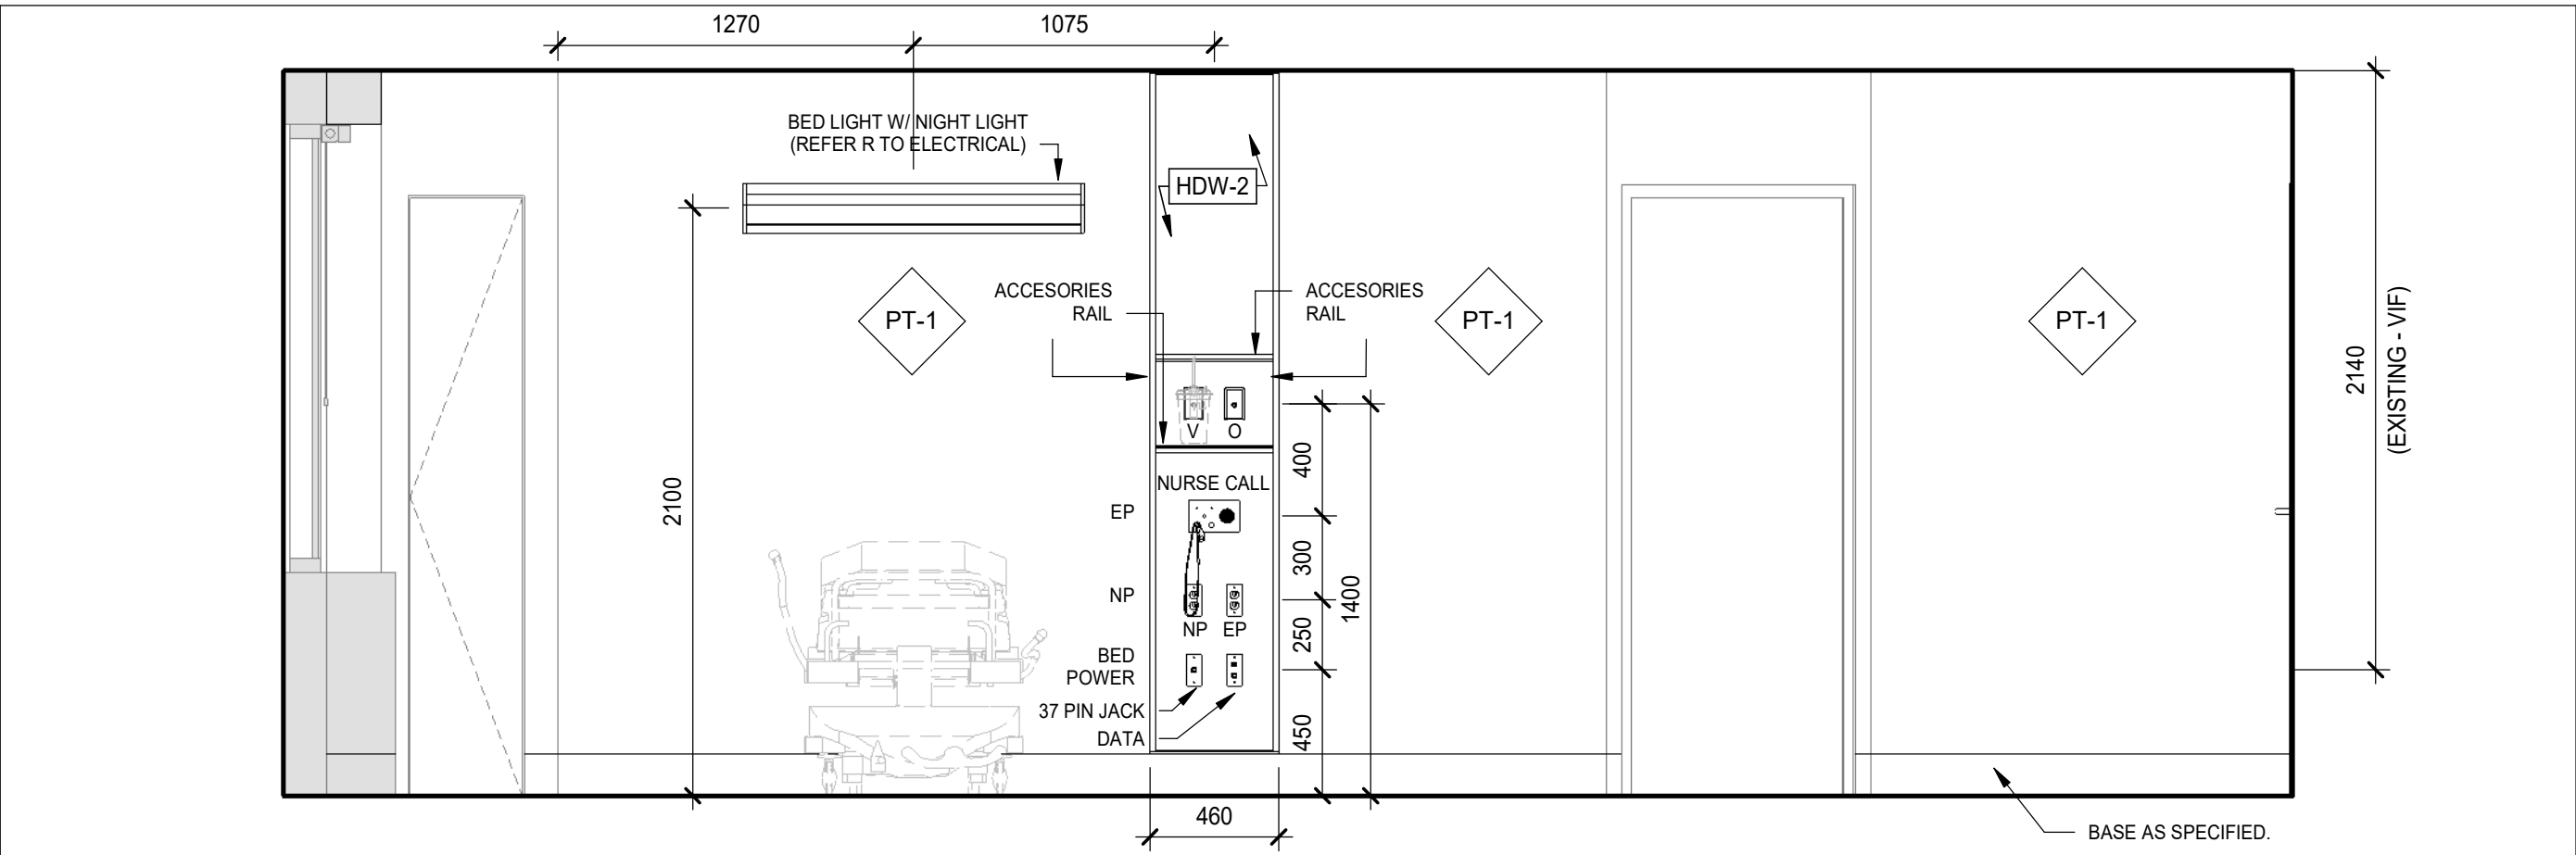 1270
1075
BED LIGHT W/ NIGHT LIGHT
(REFER R TO ELECTRICAL)
HDW-2
ACCESORIES
RAIL
ACCESORIES
RAIL
PT-1
PT-1
PT-1
2140
(EXISTING - VIF)
V
O
400
2100
NURSE CALL
EP
300
1400
NP
NP
EP
250
BED
POWER
37 PIN JACK
DATA
450
460
BASE AS SPECIFIED.